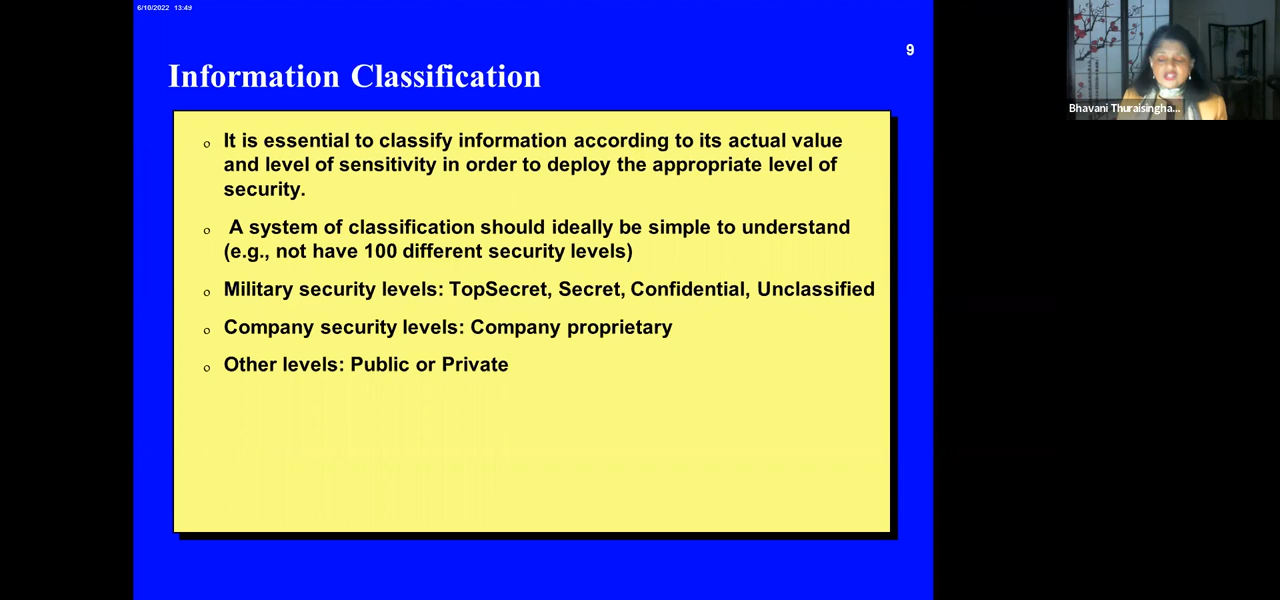 6/10/2022 13:49
9
Information Classification
o It is essential to classify information according to its actual value
and level of sensitivity in order to deploy the appropriate level of
security.
o A system of classification should ideally be simple to understand
(e.g., not have 100 different security levels)
o Military security levels: TopSecret, Secret, Confidential, Unclassified
o Company security levels: Company proprietary
o Other levels: Public or Private
Bhavani Thuraisingha...